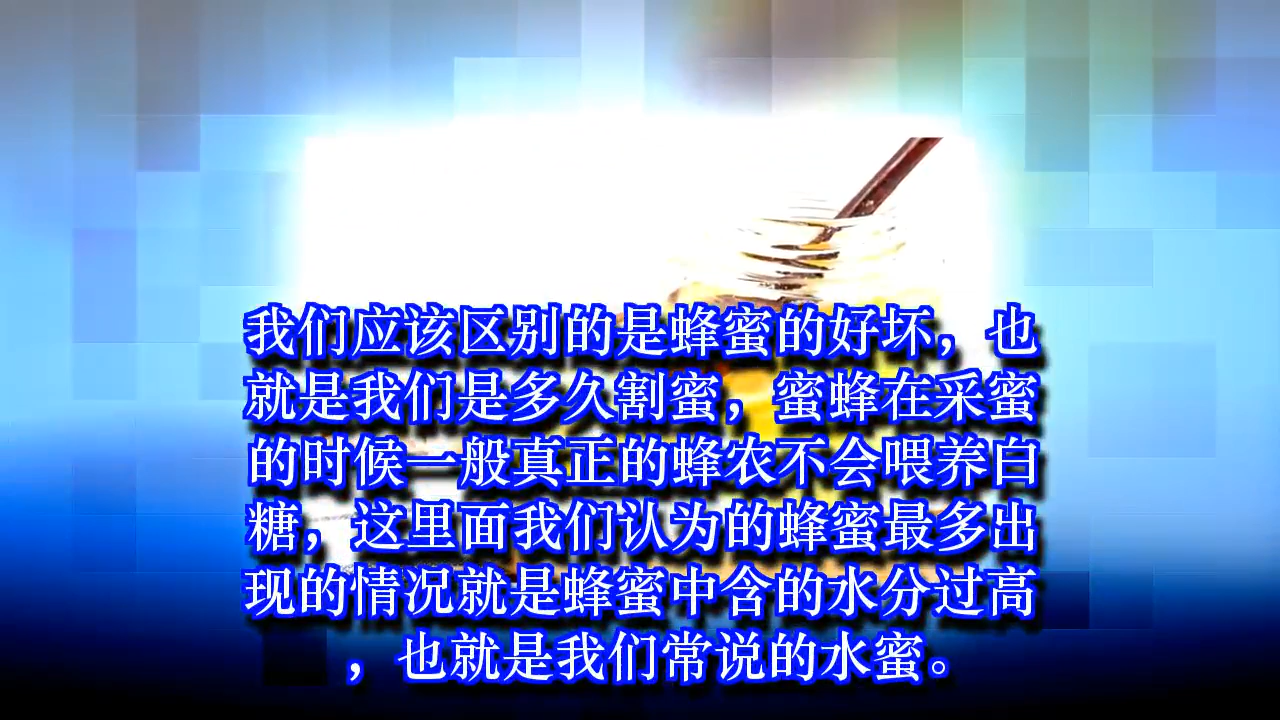 我们应该区别的是蜂蜜的好坏，也
就是我们是多久割蜜，蜜蜂在采蜜
的时候一般真正的蜂农不会喂养白
糖，这里面我们认为的蜂蜜最多出
现的情况就是蜂蜜中含的水分过高
，也就是我们常说的水蜜。